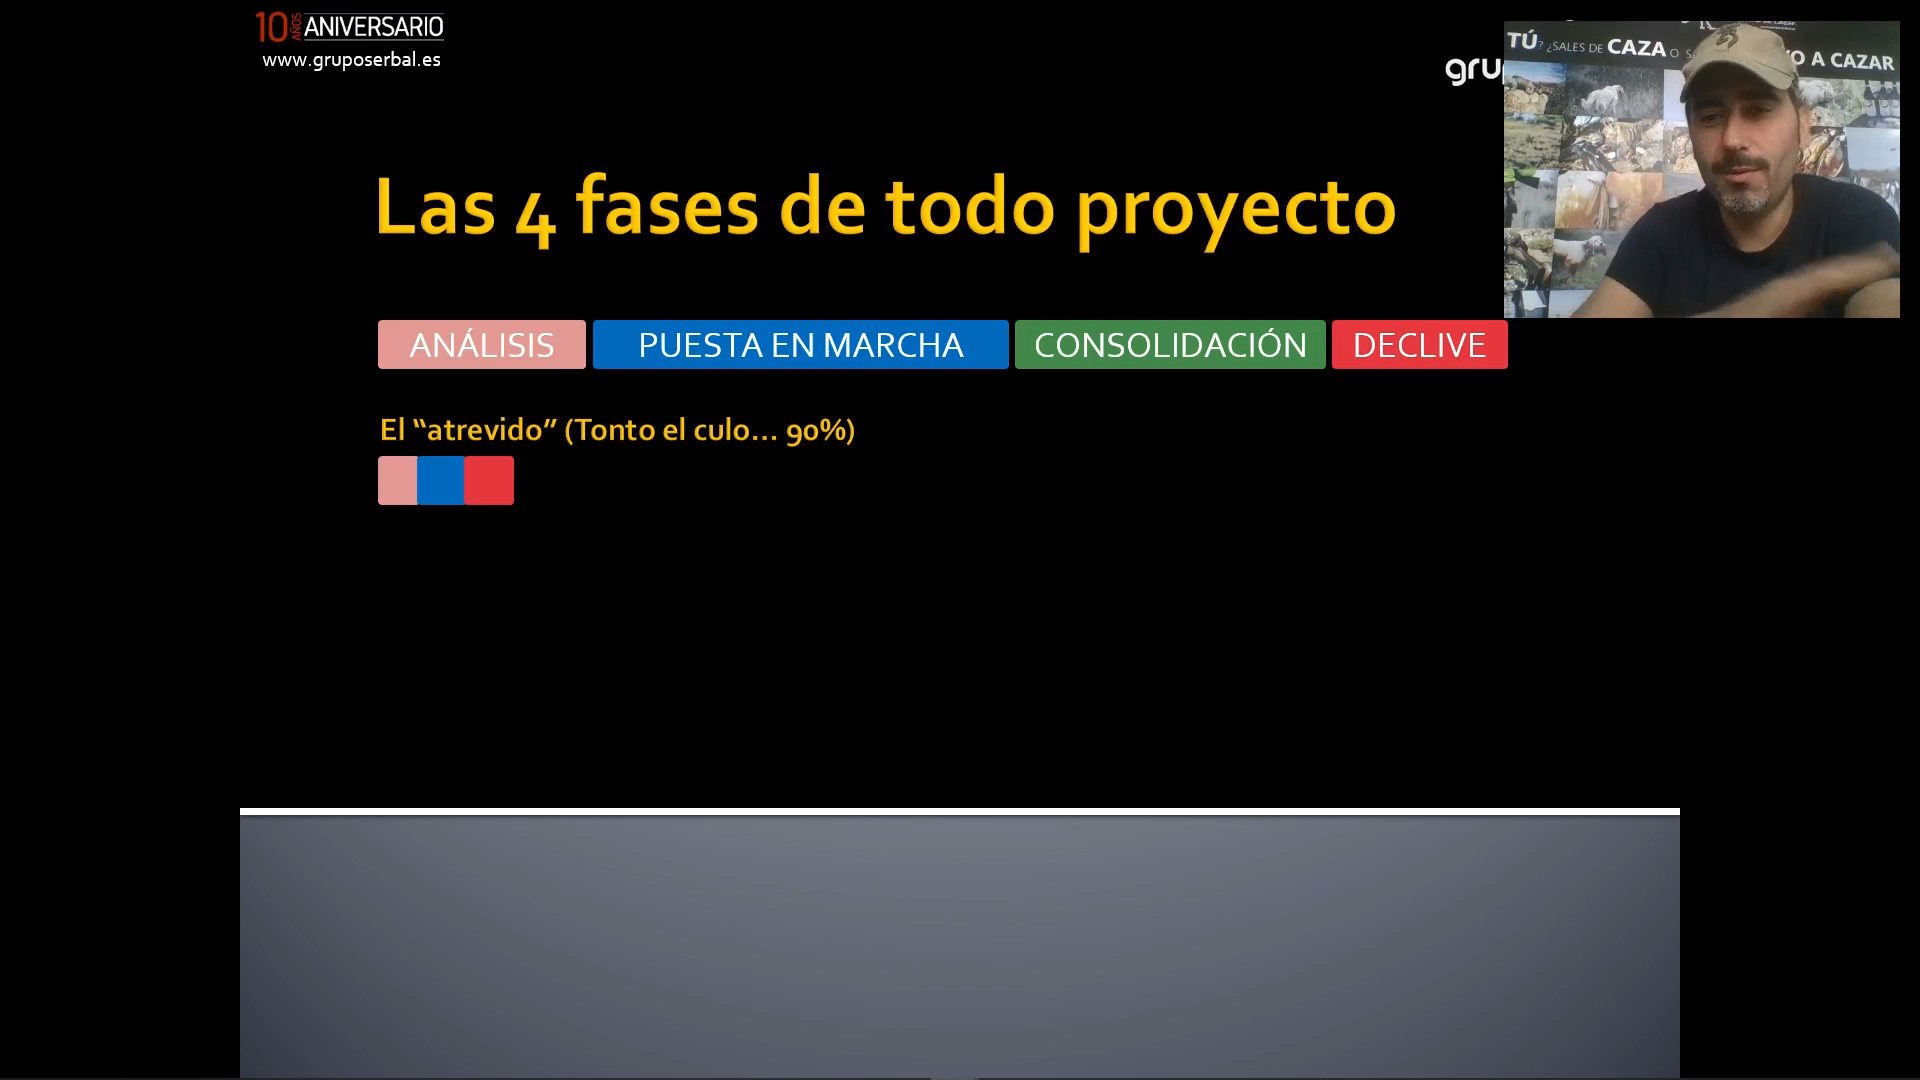 10 AÑOS ANIVERSARIO
www.gruposerbal.es
TÚ? ¿SALES DE CAZA O
O A CAZAR
Las 4 fases de todo proyecto
ANÁLISIS PUESTA EN MARCHA CONSOLIDACIÓN DECLIVE
El “atrevido” (Tonto el culo... 90%)